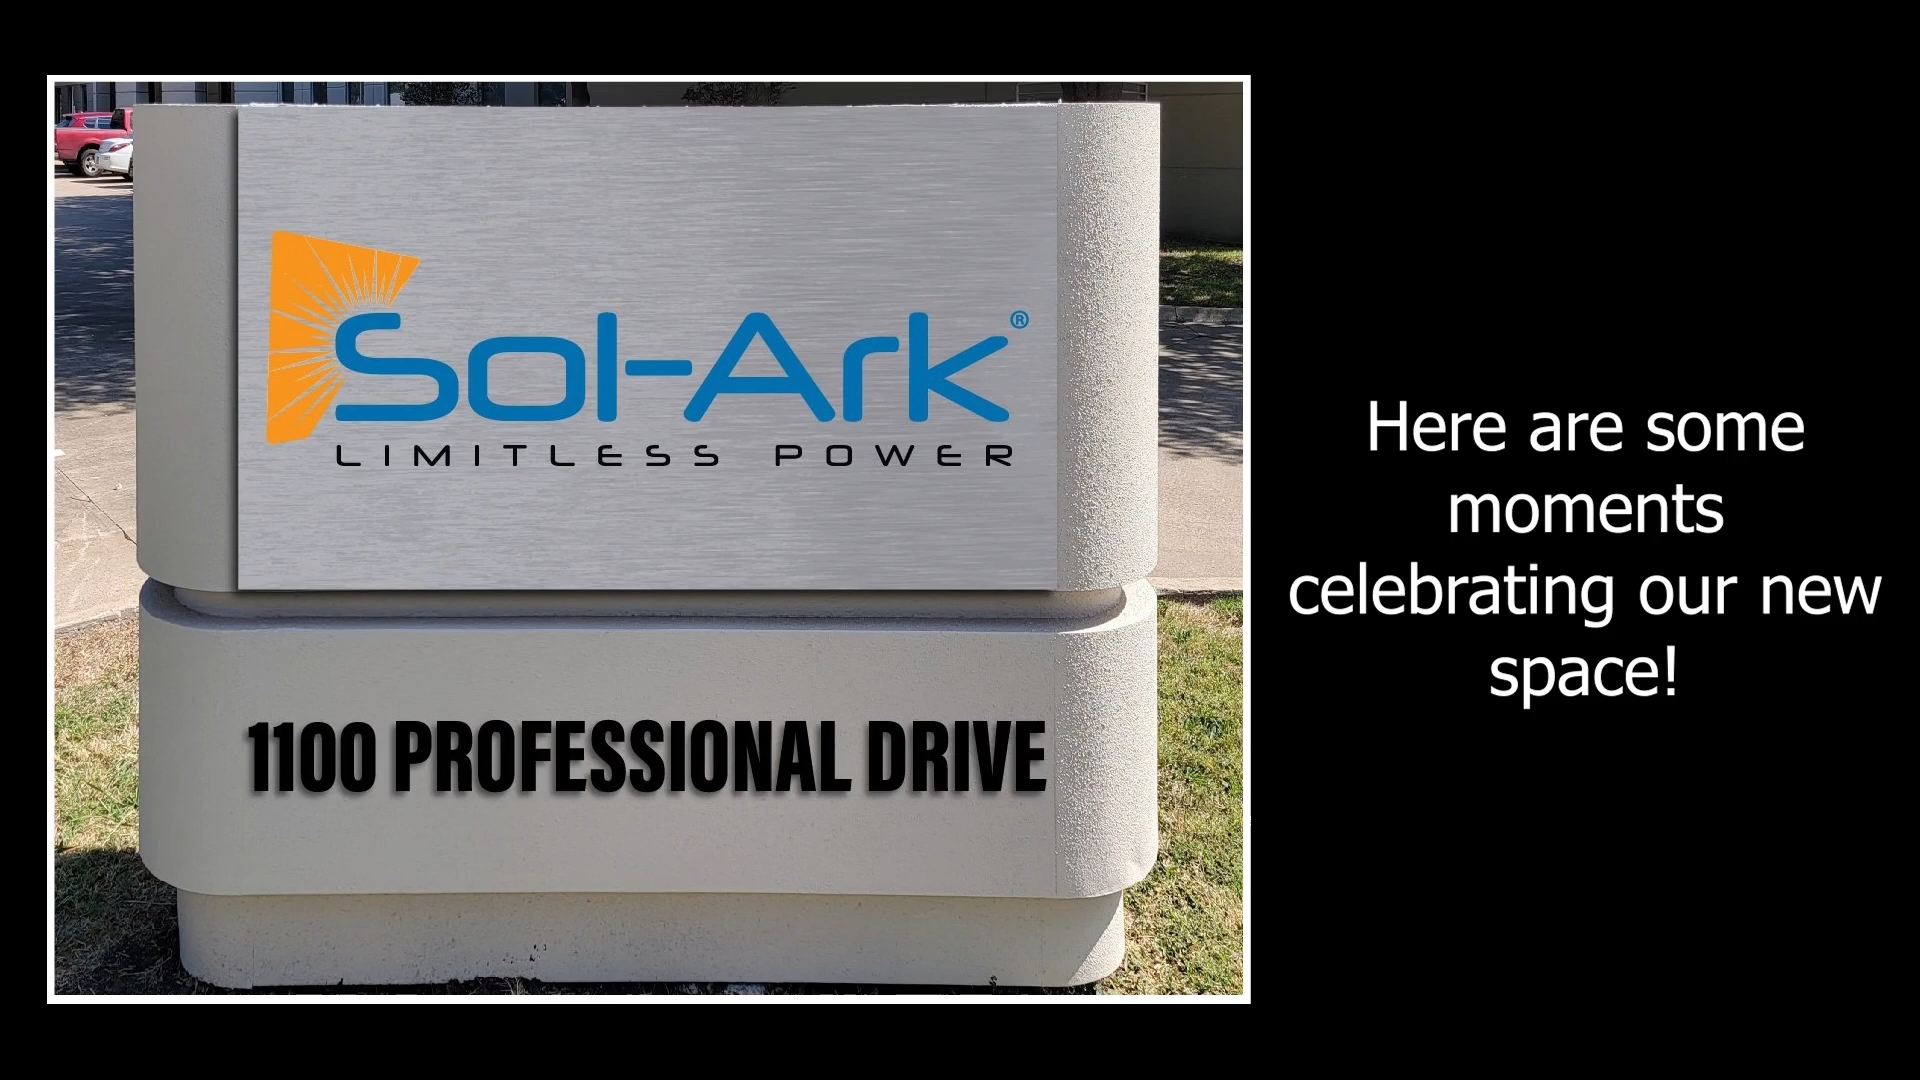 Sol-Ark®
LIMITLESS POWER
1100 PROFESSIONAL DRIVE
Here are some
moments
celebrating our new
space!